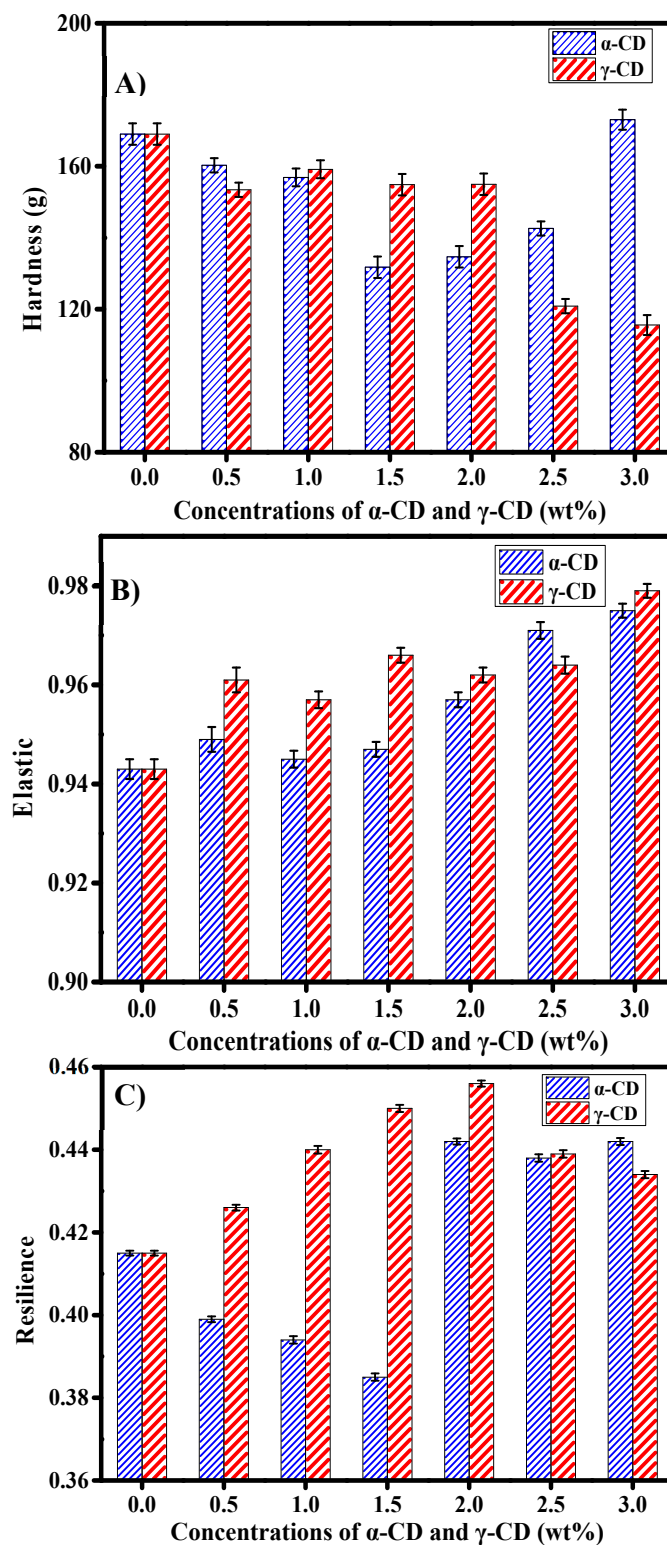 200
α-CD
γ-CD
A)
160
120
80
Hardness (g)
0.0 0.5 1.0 1.5 2.0 2.5 3.0
Concentrations of α-CD and γ-CD (wt%)
α-CD
γ-CD
B)
0.98
0.96
0.94
0.92
0.90
Elastic
0.0 0.5 1.0 1.5 2.0 2.5 3.0
Concentrations of α-CD and γ-CD (wt%)
0.46
α-CD
γ-CD
C)
0.44
0.42
0.40
0.38
0.36
Resilience
0.0 0.5 1.0 1.5 2.0 2.5 3.0
Concentrations of α-CD and γ-CD (wt%)